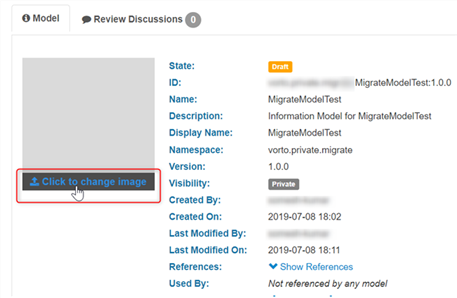 Model
Review Discussions 0
Click to change image
State: Draft
ID: MigrateModelTest:1.0.0
Name: MigrateModelTest
Description: Information Model for MigrateModelTest
Display Name: MigrateModelTest
Namespace: vorto.private.migrate
Version: 1.0.0
Visibility: Private
Created By:
Created On: 2019-07-08 18:02
Last Modified By:
Last Modified On: 2019-07-08 18:11
References: Show References
Used By: Not referenced by any model